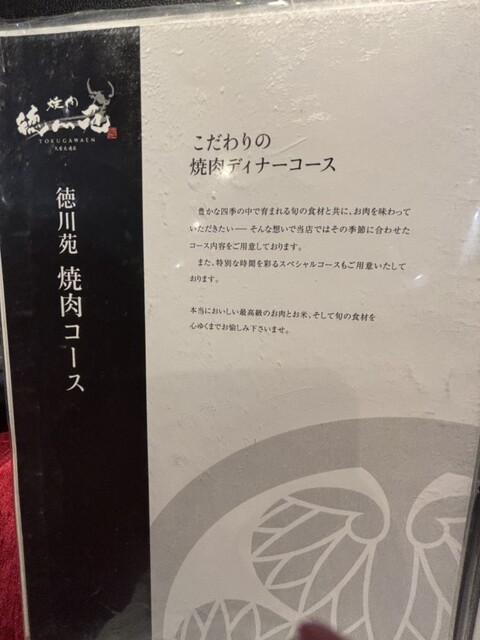 焼肉
徳川苑
TOKUGAWAEN
徳川苑 焼肉コース
こだわりの
焼肉ディナーコース
豊かな四季の中で育まれる旬の食材と共に、お肉を味わって
いただきたい── そんな想いで当店ではその季節に合わせた
コース内容をご用意しております。
また、特別な時間を彩るスペシャルコースもご用意いたして
おります。
本当においしい最高級のお肉とお米、そして旬の食材を
心ゆくまでお愉しみ下さいませ。